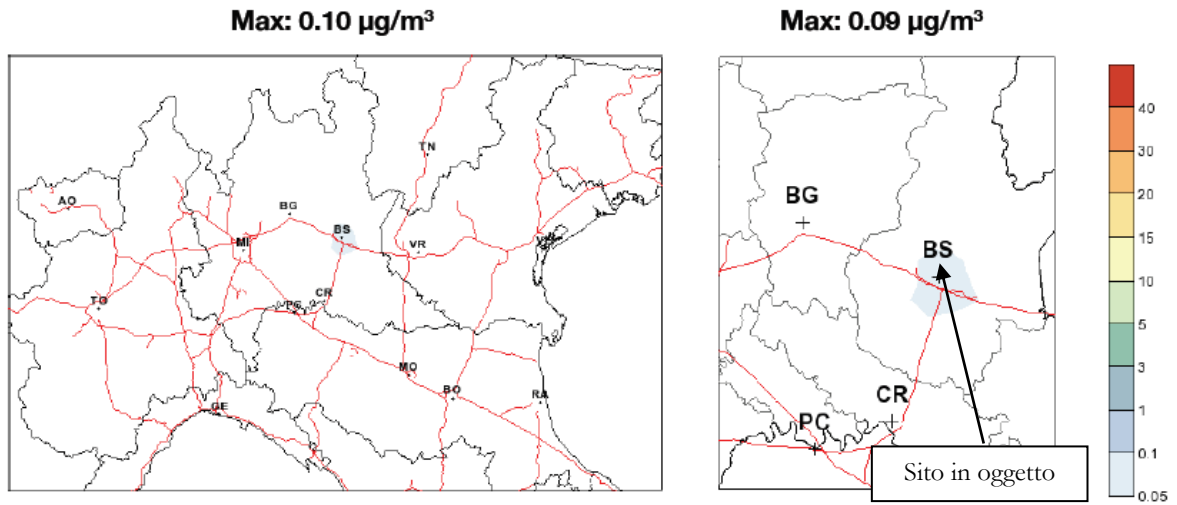 Max: 0.10 µg/m³
Max: 0.09 µg/m³
TN
AO
BG
BS
MI
VR
TO
PC
CR
MO
BO
RA
GE
BG
BS
CR
PC
Sito in oggetto
40
30
20
15
10
5
3
1
0.1
0.05